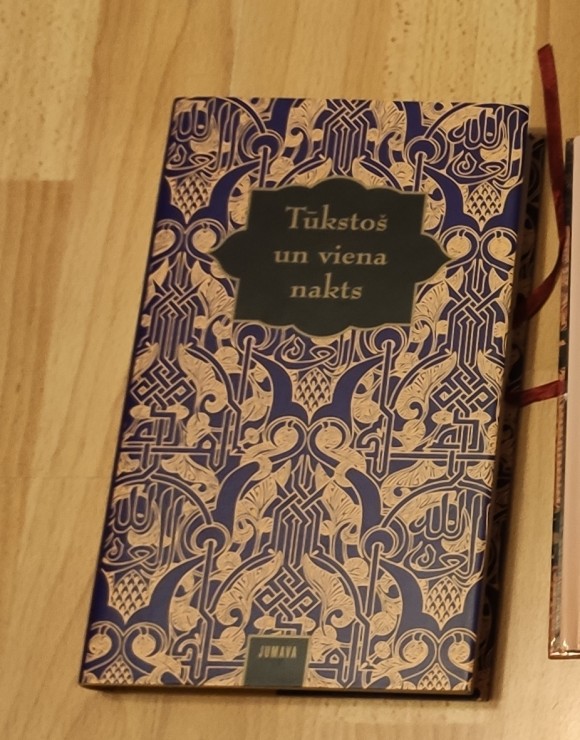 Tūkstoš
un viena
nakts
JUMAVA